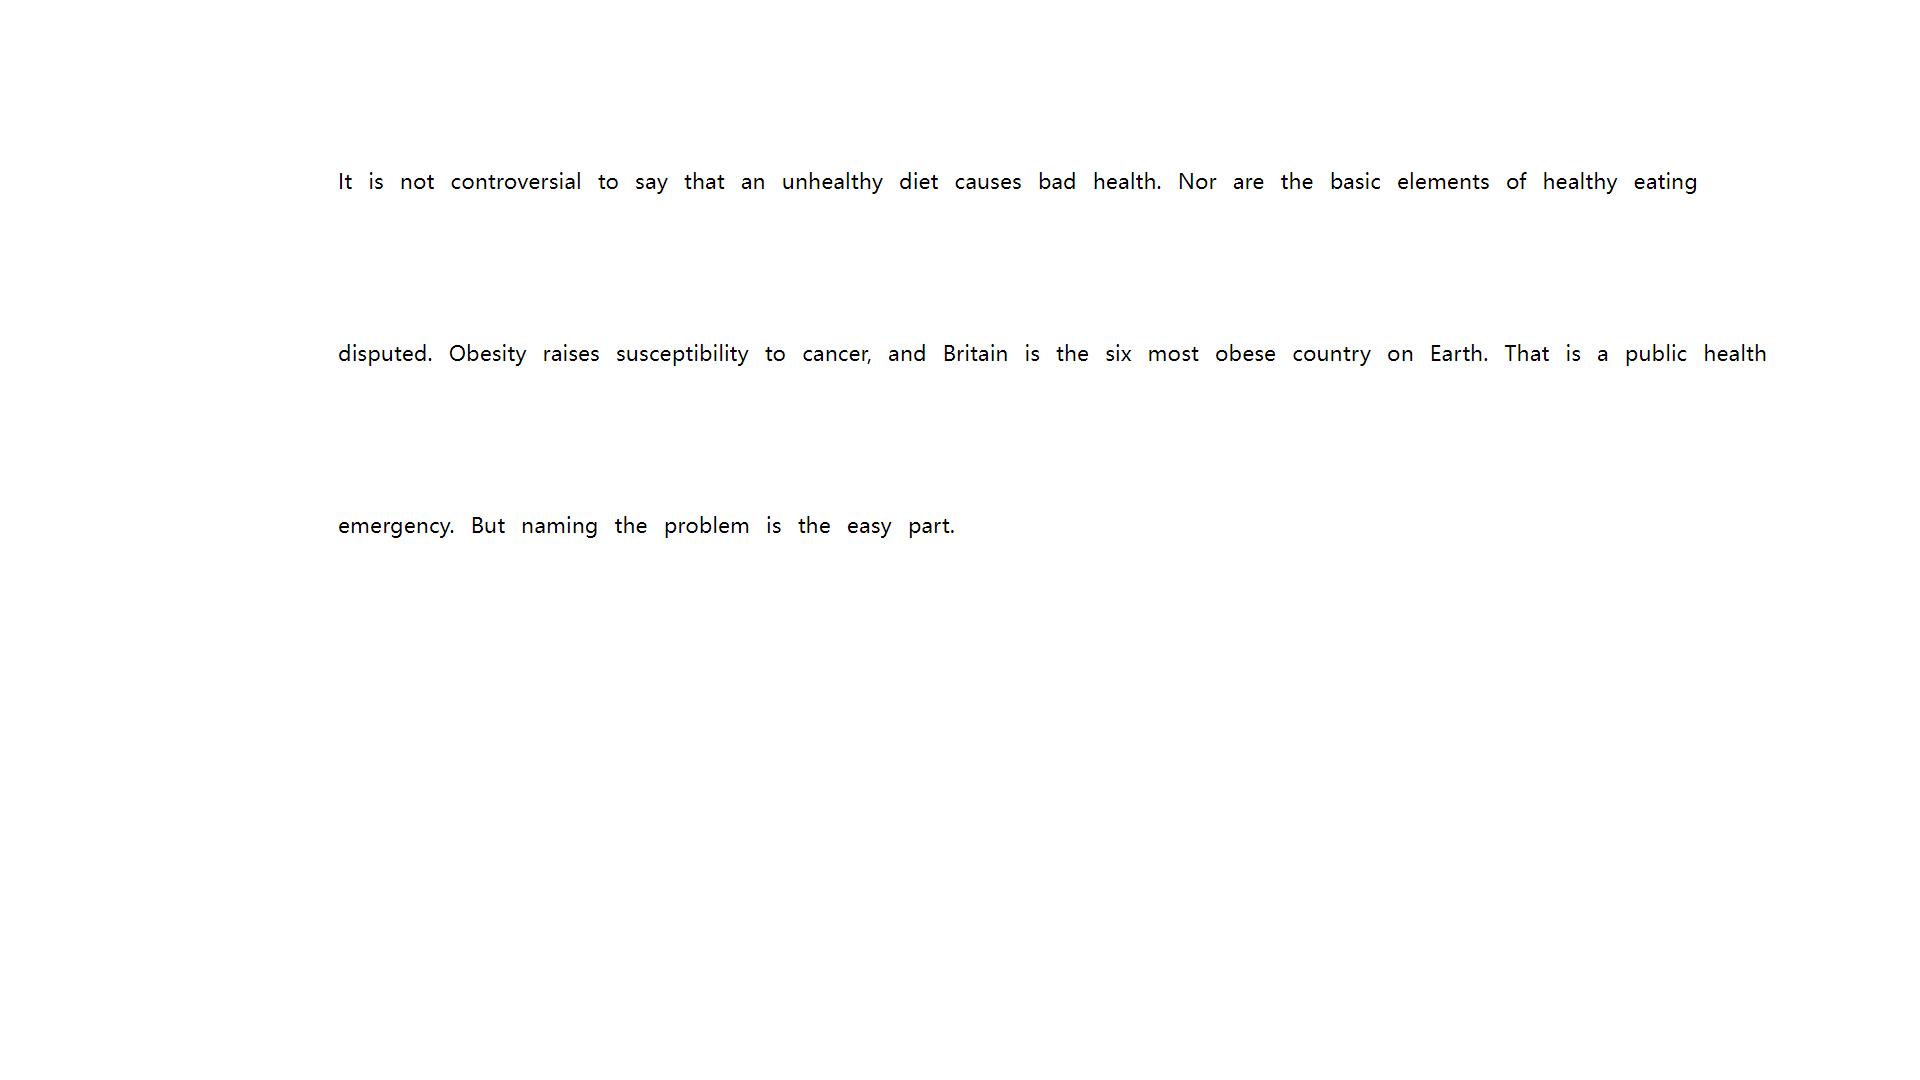 It is not controversial to say that an unhealthy diet causes bad health. Nor are the basic elements of healthy eating
disputed. Obesity raises susceptibility to cancer, and Britain is the six most obese country on Earth. That is a public health
emergency. But naming the problem is the easy part.